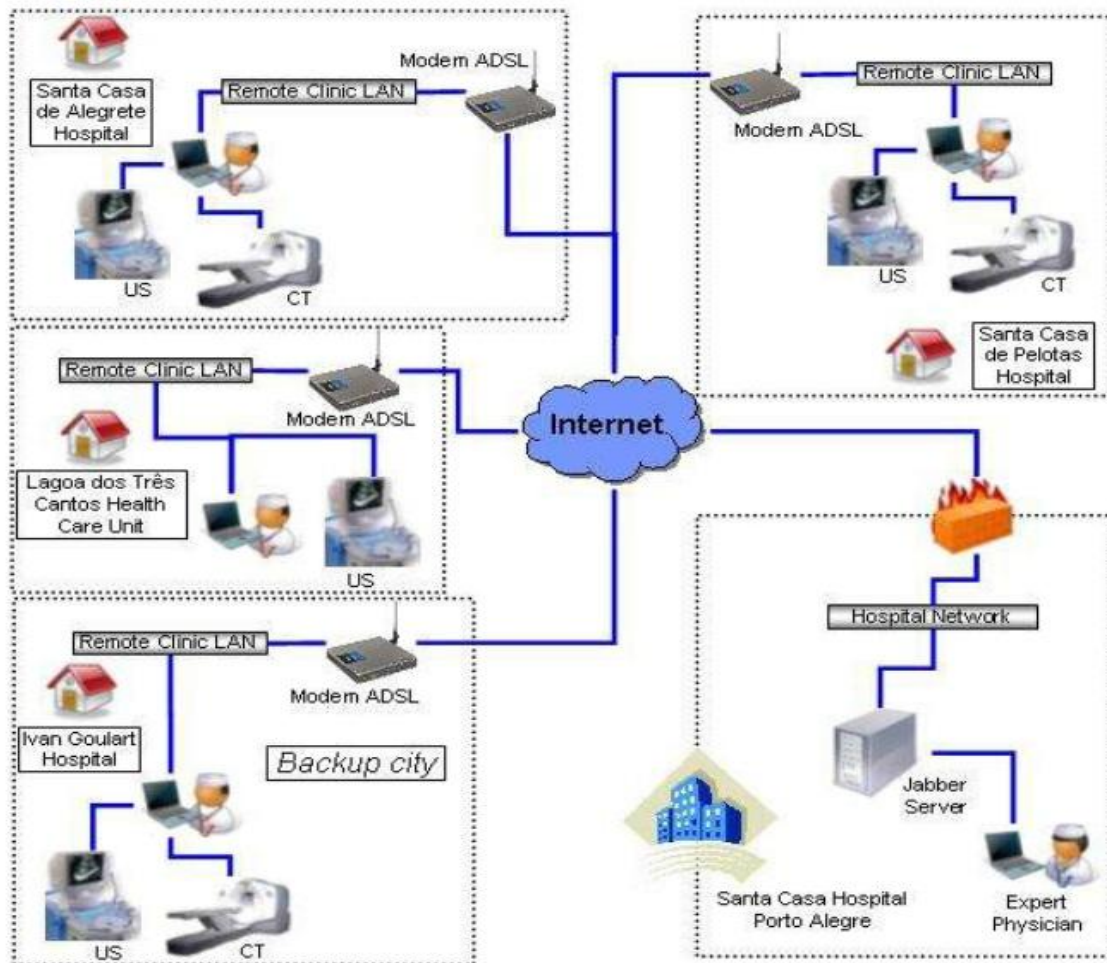 Modem ADSL
Remote Clinic LAN
Santa Casa
de Alegrete
Hospital
US
CT
Remote Clinic LAN
Modem ADSL
US
CT
Santa Casa
de Pelotas
Hospital
Remote Clinic LAN
Modem ADSL
Lagoa dos Três
Cantos Health
Care Unit
US
Internet
Remote Clinic LAN
Modem ADSL
Ivan Goulart
Hospital
Backup city
US
CT
Hospital Network
Jabber
Server
Santa Casa Hospital
Porto Alegre
Expert
Physician